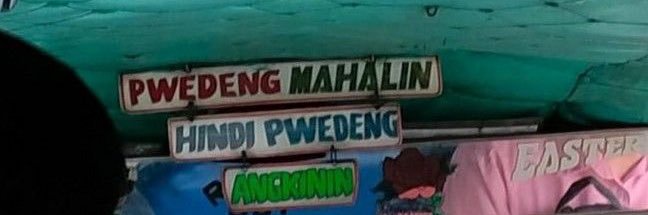 PWEDENG MAHALIN
HINDI PWEDENG
ANGKININ
EASTER